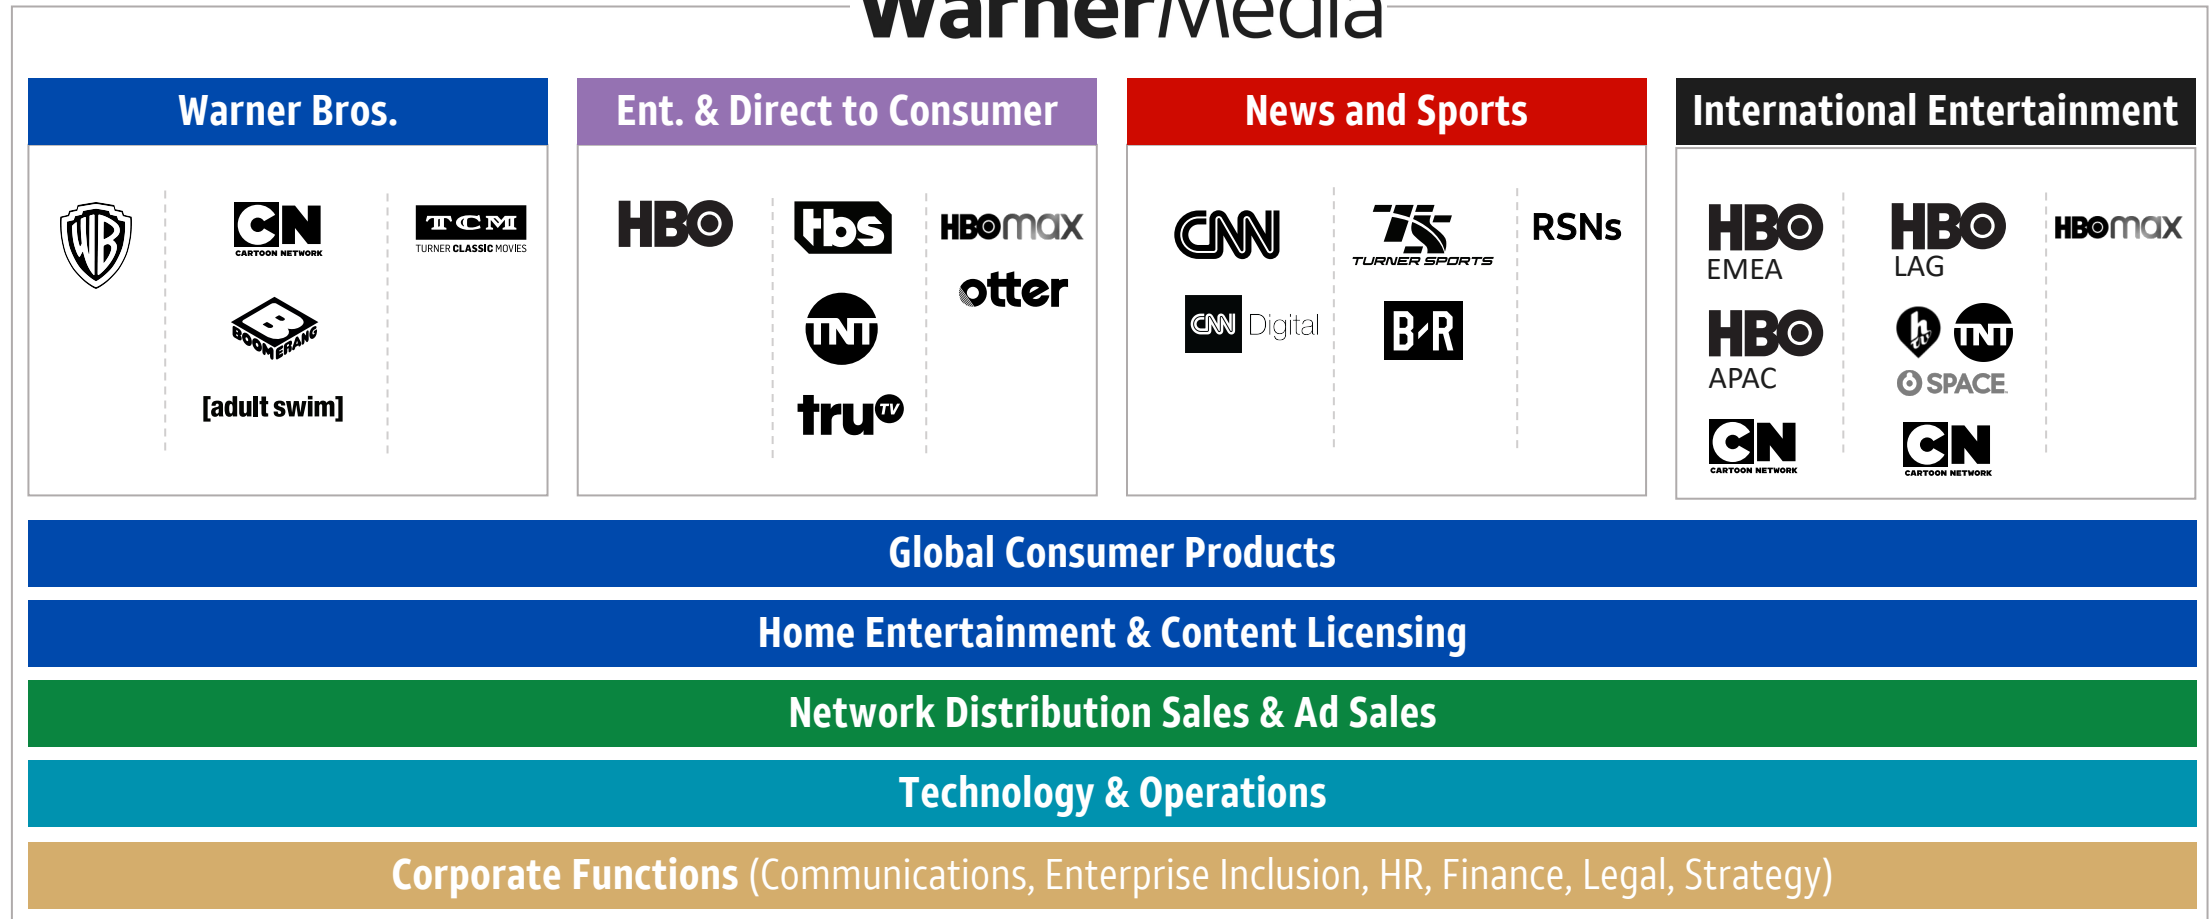 WarnerMedia
Warner Bros.
WB
CN
CARTOON NETWORK
BOOMERANG
[adult swim]
TCM
TURNER CLASSIC MOVIES
Ent. & Direct to Consumer
HBO
tbs
TNT
truTV
HBOmax
otter
News and Sports
CNN
CNN Digital
TS
TURNER SPORTS
B/R
RSNs
International Entertainment
HBO
EMEA
HBO
APAC
CN
CARTOON NETWORK
HBO
LAG
h TNT
SPACE
CN
CARTOON NETWORK
HBOmax
Global Consumer Products
Home Entertainment & Content Licensing
Network Distribution Sales & Ad Sales
Technology & Operations
Corporate Functions (Communications, Enterprise Inclusion, HR, Finance, Legal, Strategy)